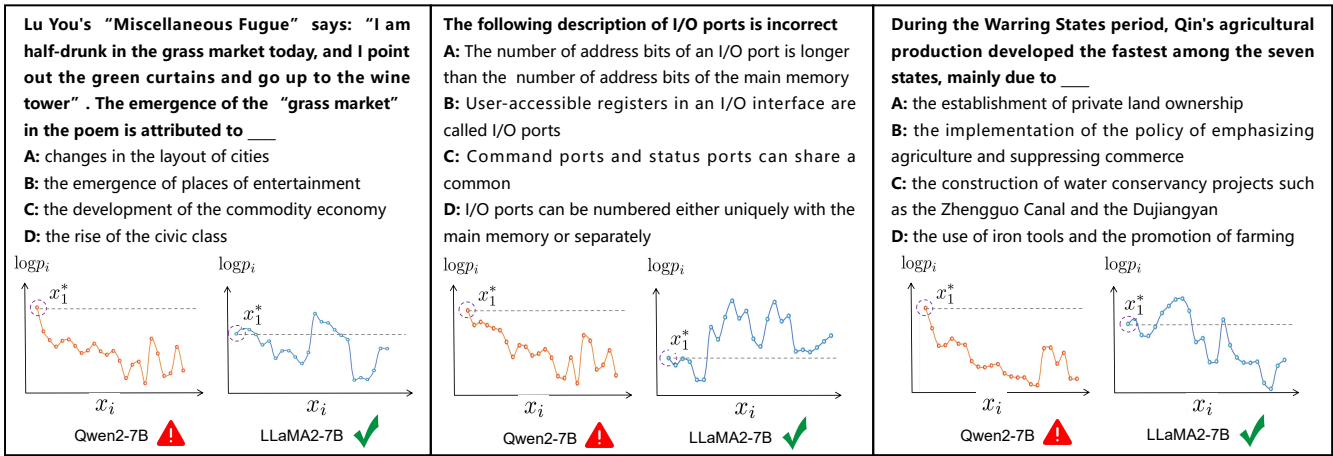 Lu You's “Miscellaneous Fugue” says: “I am
half-drunk in the grass market today, and I point
out the green curtains and go up to the wine
tower”. The emergence of the “grass market”
in the poem is attributed to ___
A: changes in the layout of cities
B: the emergence of places of entertainment
C: the development of the commodity economy
D: the rise of the civic class
logp_i
x_1^*
x_i
Qwen2-7B
logp_i
x_1^*
x_i
LLaMA2-7B
The following description of I/O ports is incorrect
A: The number of address bits of an I/O port is longer
than the number of address bits of the main memory
B: User-accessible registers in an I/O interface are
called I/O ports
C: Command ports and status ports can share a
common
D: I/O ports can be numbered either uniquely with the
main memory or separately
logp_i
x_1^*
x_i
Qwen2-7B
logp_i
x_1^*
x_i
LLaMA2-7B
During the Warring States period, Qin's agricultural
production developed the fastest among the seven
states, mainly due to ___
A: the establishment of private land ownership
B: the implementation of the policy of emphasizing
agriculture and suppressing commerce
C: the construction of water conservancy projects such
as the Zhengguo Canal and the Dujiangyan
D: the use of iron tools and the promotion of farming
logp_i
x_1^*
x_i
Qwen2-7B
logp_i
x_1^*
x_i
LLaMA2-7B